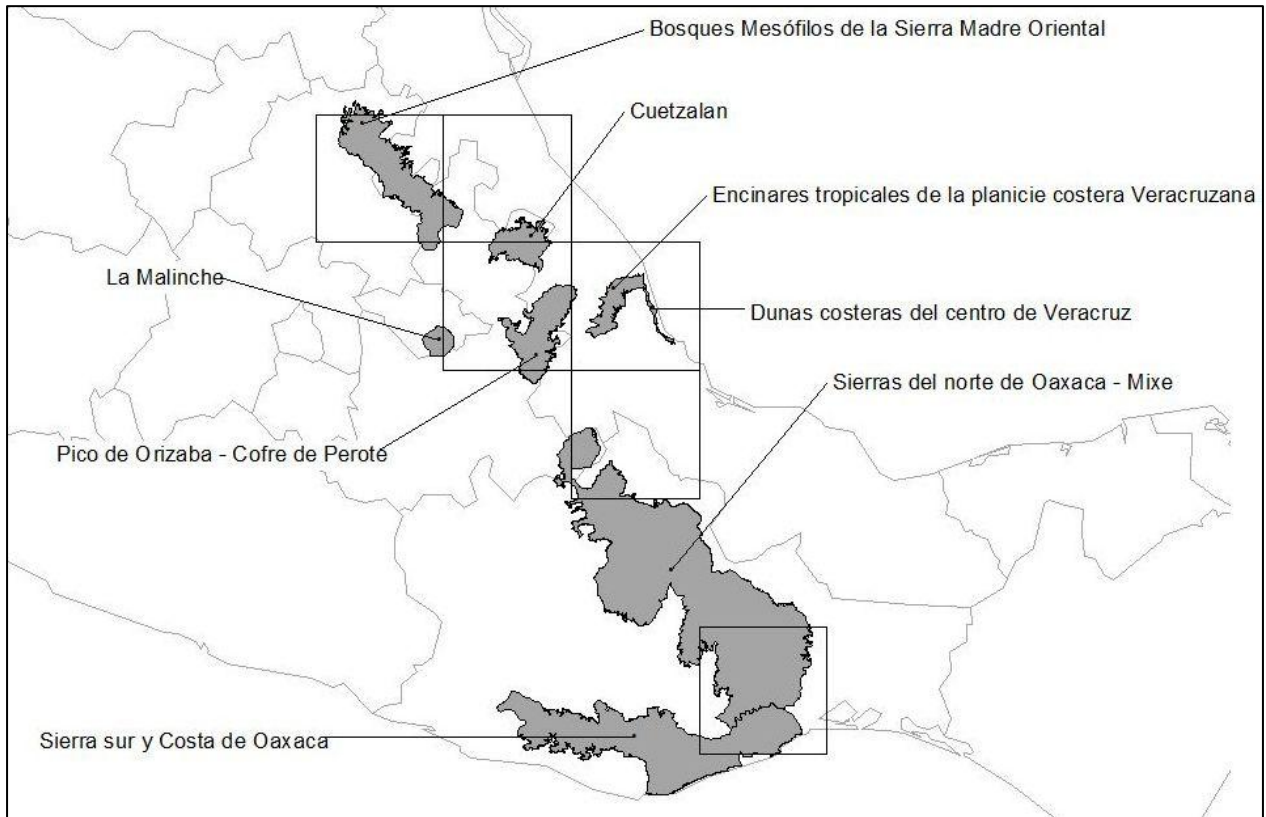 Bosques Mesófilos de la Sierra Madre Oriental
Cuetzalan
Encinares tropicales de la planicie costera Veracruzana
La Malinche
Dunas costeras del centro de Veracruz
Sierras del norte de Oaxaca - Mixe
Pico de Orizaba - Cofre de Perote
Sierra sur y Costa de Oaxaca